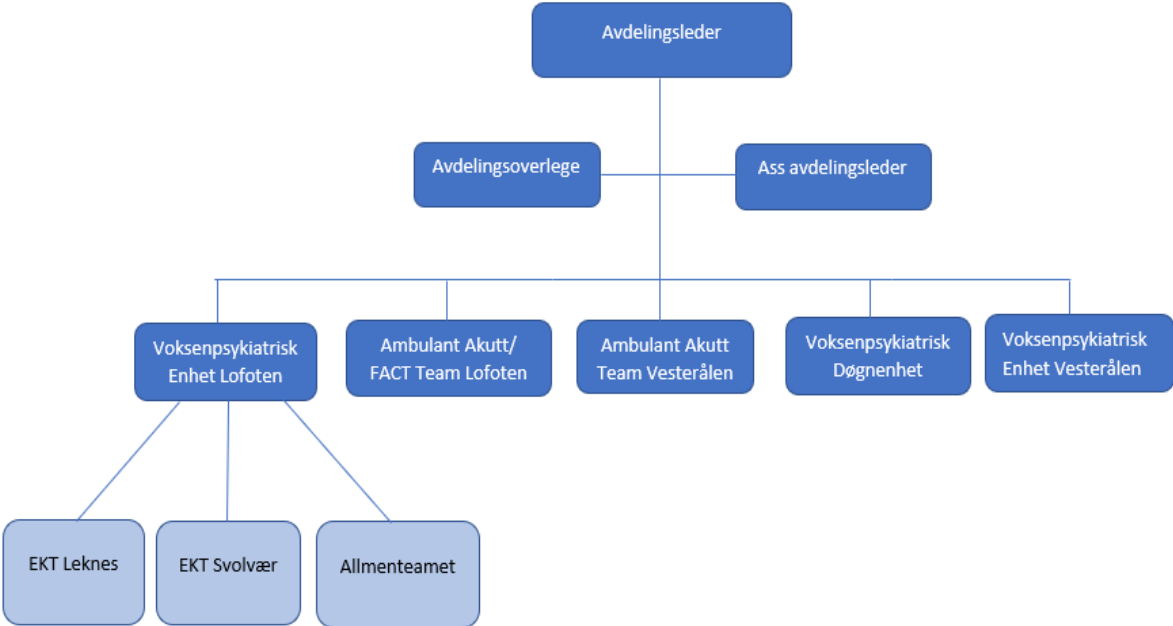 Avdelingsleder
Avdelingsoverlege
Ass avdelingsleder
Voksenpsykiatrisk
Enhet Lofoten
Ambulant Akutt/
FACT Team Lofoten
Ambulant Akutt
Team Vesterålen
Voksenpsykiatrisk
Døgnenhet
Voksenpsykiatrisk
Enhet Vesterålen
EKT Leknes
EKT Svolvær
Allmenteamet